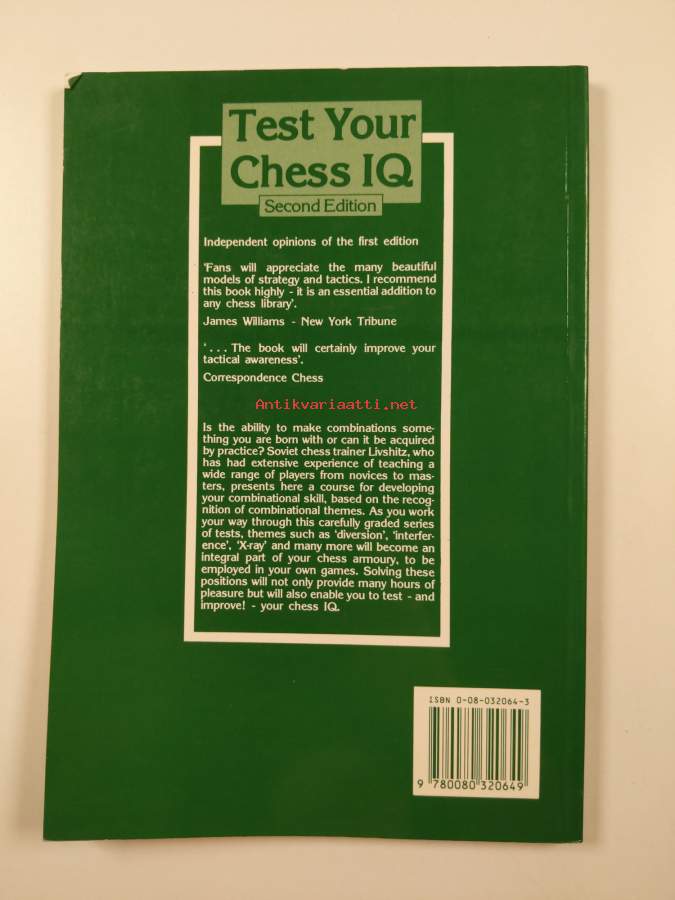 Test Your
Chess IQ
Second Edition
Independent opinions of the first edition
'Fans will appreciate the many beautiful
models of strategy and tactics. I recommend
this book highly - it is an essential addition to
any chess library'.
James Williams - New York Tribune
'. . . The book will certainly improve your
tactical awareness'.
Correspondence Chess
Antikvariaatti.net
Is the ability to make combinations some-
thing you are born with or can it be acquired
by practice? Soviet chess trainer Livshitz, who
has had extensive experience of teaching a
wide range of players from novices to mas-
ters, presents here a course for developing
your combinational skill, based on the recog-
nition of combinational themes. As you work
your way through this carefully graded series
of tests, themes such as 'diversion', 'interfer-
ence', 'X-ray' and many more will become an
integral part of your chess armoury, to be
employed in your own games. Solving these
positions will not only provide many hours of
pleasure but will also enable you to test - and
improve! - your chess IQ.
ISBN 0-08-032064-3
9 780080 320649